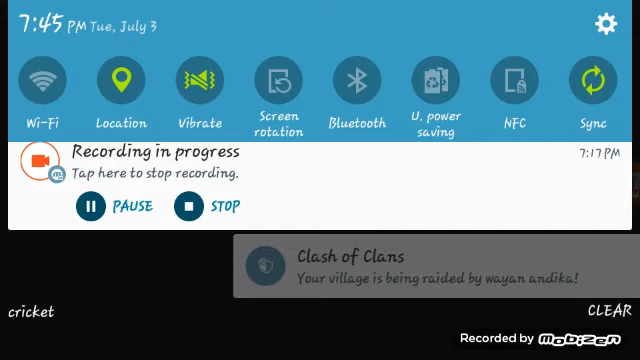 7:45 PM Tue, July 3
Wi-Fi
Location
Vibrate
Screen
rotation
Bluetooth
U. power
saving
NFC
Sync
Recording in progress
7:17 PM
Tap here to stop recording.
PAUSE
STOP
Clash of Clans
Your village is being raided by wayan andika!
cricket
CLEAR
Recorded by Mobizen